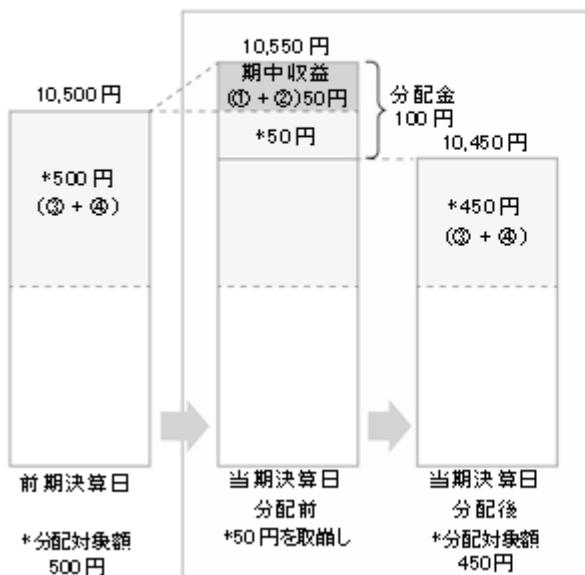 10,550円
期中収益
(①+②)50円
*50円
分配金
100円
10,500円
*500円
(③+④)
10,450円
*450円
(③+④)
前期決算日
*分配対象額
500円
当期決算日
分配前
*50円を取崩し
当期決算日
分配後
*分配対象額
450円